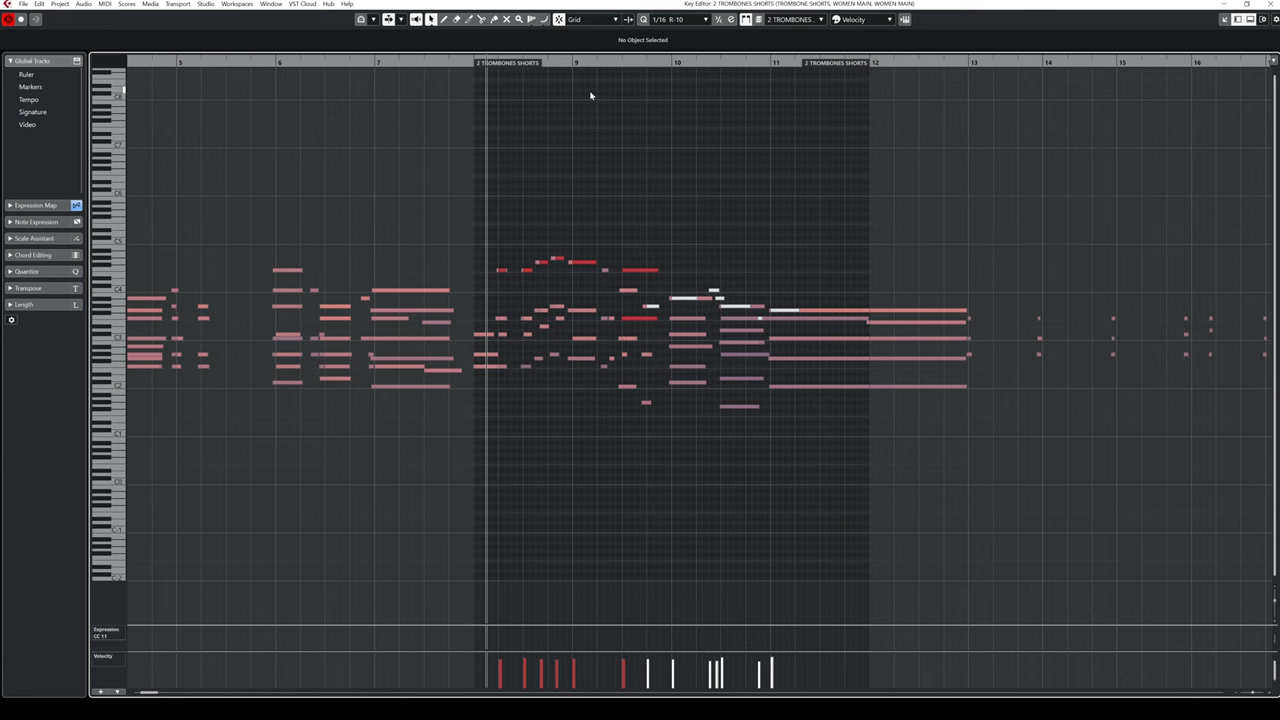 File Edit Project Audio MIDI Scores Media Transport Studio Workspaces Window VST Cloud Hub Help
Key Editor: 2 TROMBONES SHORTS (TROMBONE SHORTS, WOMEN MAIN, WOMEN MAIN)
Grid 1/16 R-10 2 TROMBONES . Velocity
No Object Selected
Global Tracks
Ruler
Markers
Tempo
Signature
Video
Expression Map
Note Expression
Scale Assistant
Chord Editing
Quantize Q
Transpose T
Length L
5 6 7 2 TROMBONES SHORTS 9 10 11 2 TROMBONES SHORTS 12 13 14 15 16
C8
C7
C6
C5
C4
C3
C2
C1
C0
C-1
C-2
Expression
CC 11
Velocity